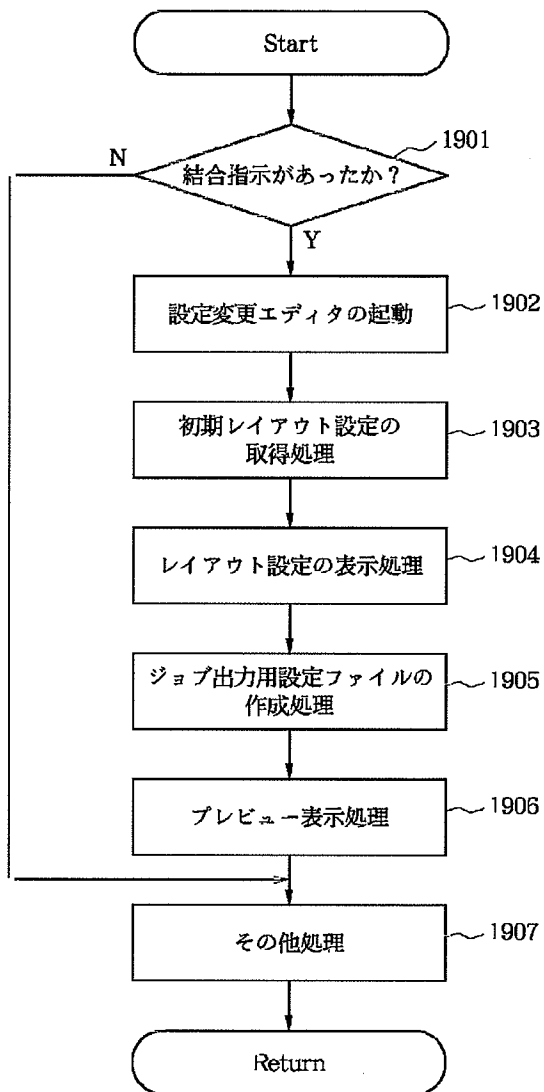 Start
1901
N
結合指示があったか？
Y
設定変更エディタの起動
1902
初期レイアウト設定の
取得処理
1903
レイアウト設定の表示処理
1904
ジョブ出力用設定ファイルの
作成処理
1905
プレビュー表示処理
1906
その他処理
1907
Return